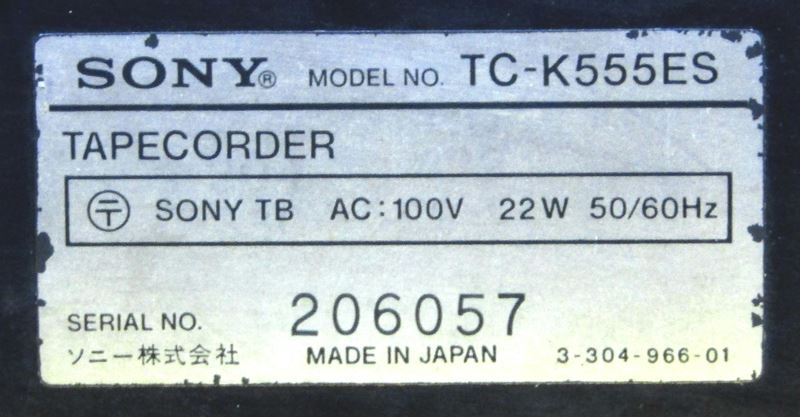 SONY® MODEL NO. TC-K555ES
TAPECORDER
〒 SONY TB AC:100V 22W 50/60Hz
SERIAL NO. 206057
ソニー株式会社 MADE IN JAPAN 3-304-966-01